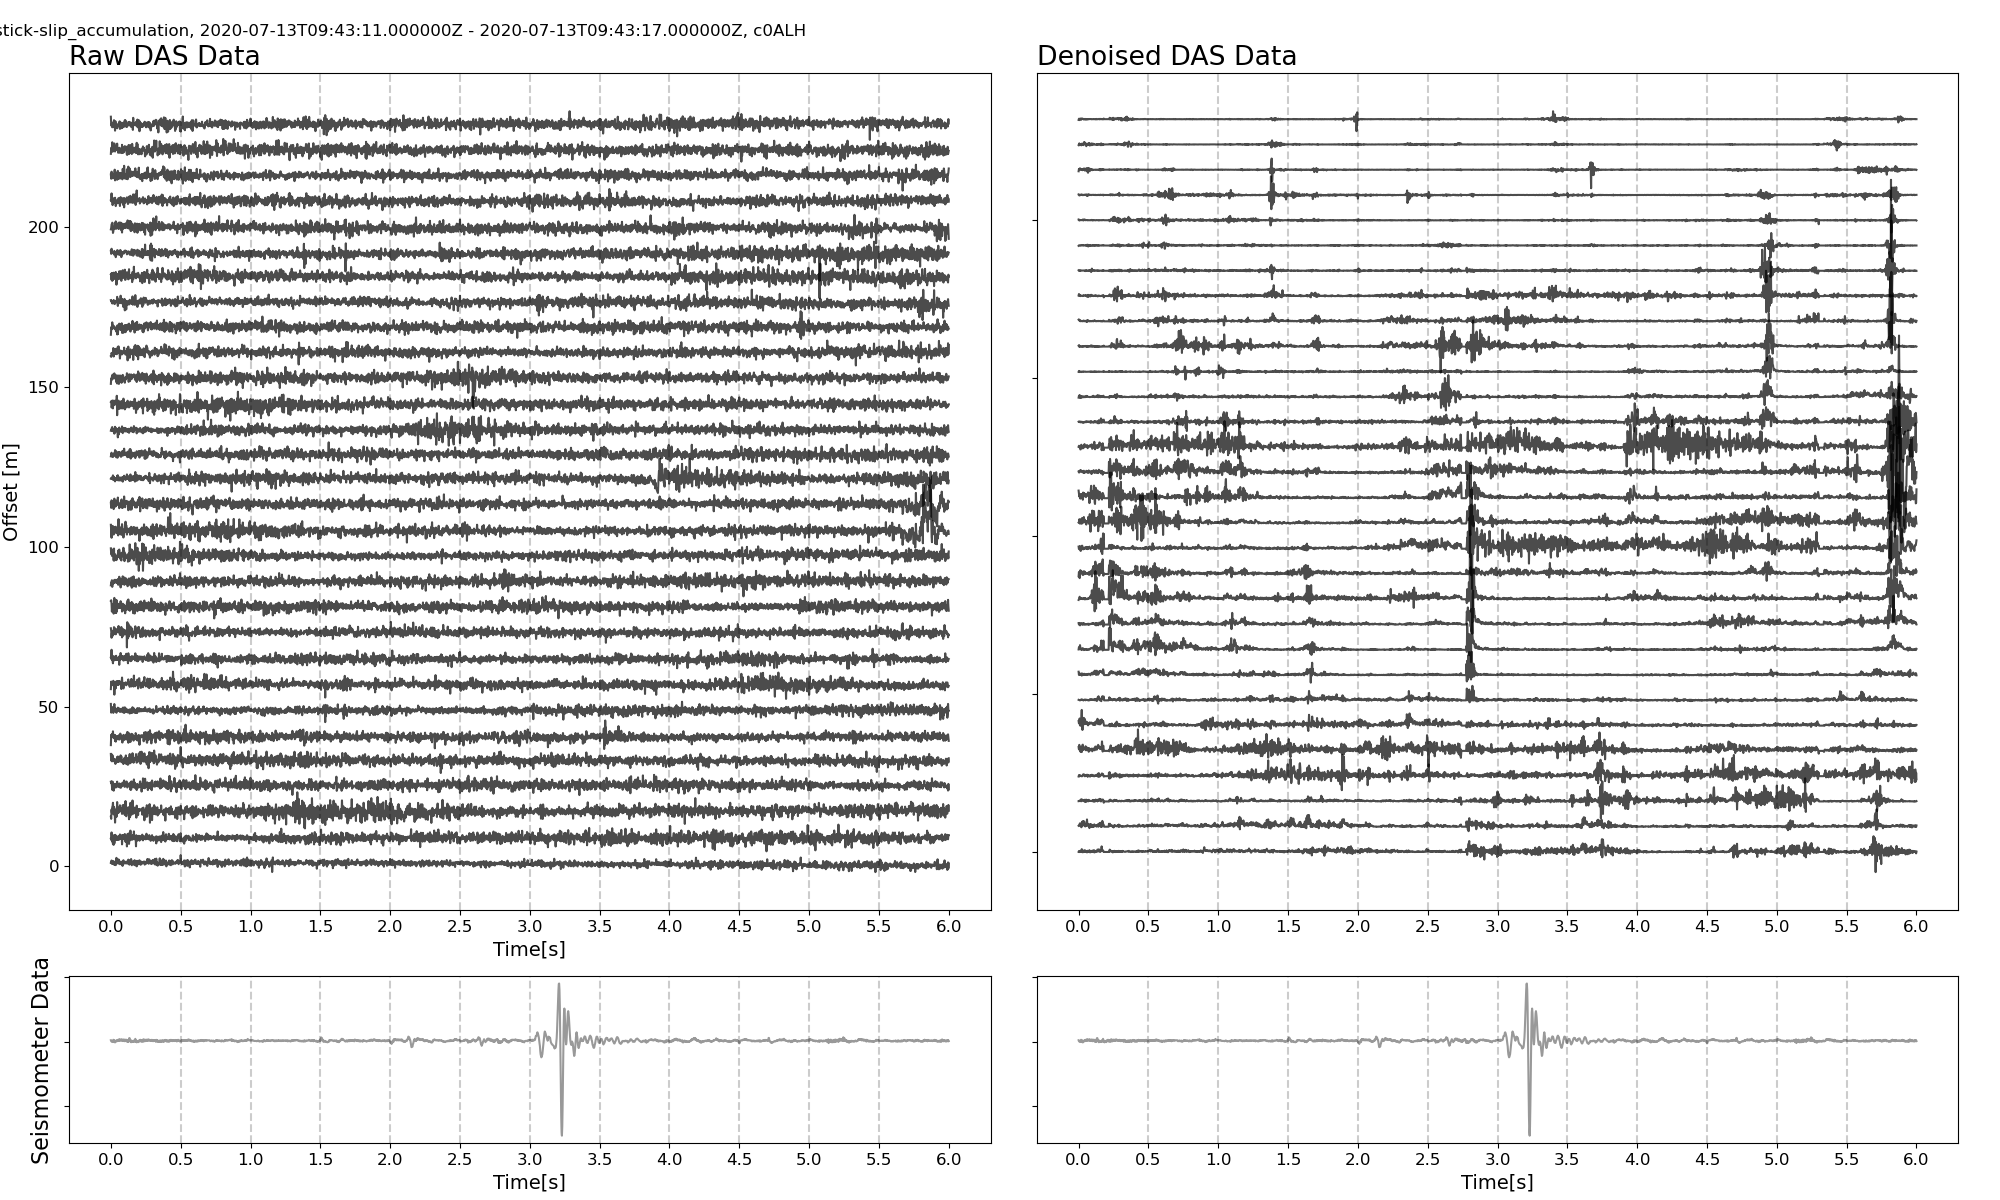 stick-slip_accumulation, 2020-07-13T09:43:11.000000Z - 2020-07-13T09:43:17.000000Z, c0ALH
Raw DAS Data
Denoised DAS Data
Offset [m]
200
150
100
50
0
0.0 0.5 1.0 1.5 2.0 2.5 3.0 3.5 4.0 4.5 5.0 5.5 6.0
Time[s]
0.0 0.5 1.0 1.5 2.0 2.5 3.0 3.5 4.0 4.5 5.0 5.5 6.0
Seismometer Data
0.0 0.5 1.0 1.5 2.0 2.5 3.0 3.5 4.0 4.5 5.0 5.5 6.0
Time[s]
0.0 0.5 1.0 1.5 2.0 2.5 3.0 3.5 4.0 4.5 5.0 5.5 6.0
Time[s]